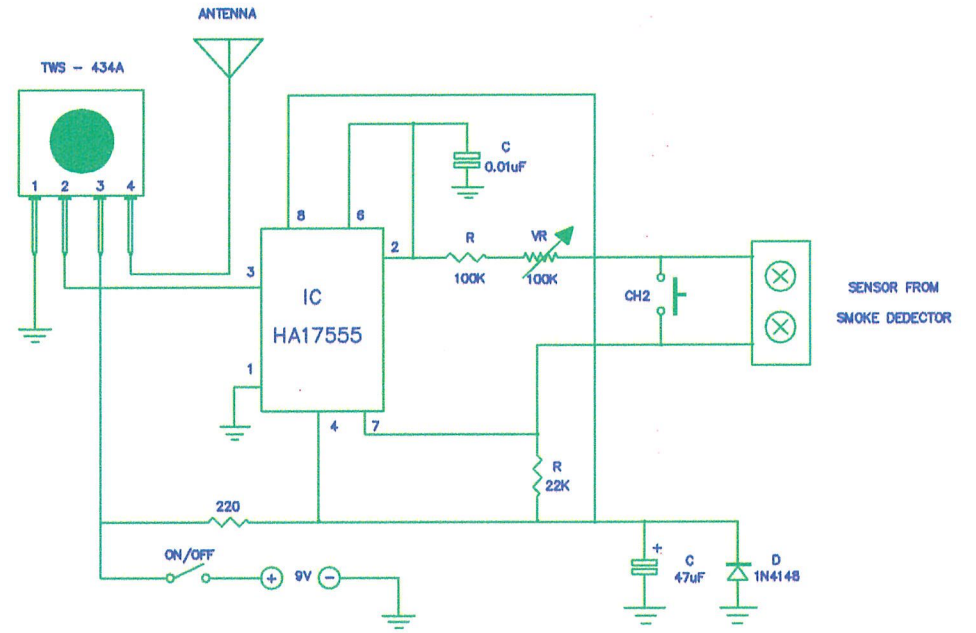 ANTENNA
TWS - 434A
1 2 3 4
C
0.01uF
8
6
2
R
100K
VR
100K
3
IC
HA17555
CH2
SENSOR FROM
SMOKE DEDECTOR
1
4
7
R
22K
220
ON/OFF
+ 9V -
+
C
47uF
D
1N4148